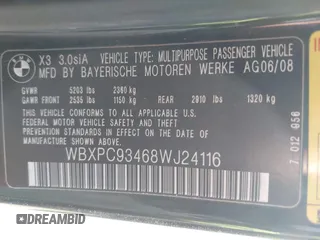 BMW
X3 3.0siA VEHICLE TYPE: MULTIPURPOSE PASSENGER VEHICLE
MFD BY BAYERISCHE MOTOREN WERKE AG06/08
GVWR 5203 lbs 2360 kg
GAWR FRONT 2535 lbs 1150 kg REAR 2910 lbs 1320 kg
THIS VEHICLE CONFORMS TO ALL APPLICABLE FEDERAL
MOTOR VEHICLE SAFETY, BUMPER, AND THEFT PREVENTION
STANDARDS IN EFFECT ON THE DATE OF MANUFACTURE
SHOWN ABOVE
WBXPC93468WJ24116
7 012 956
DREAMBID